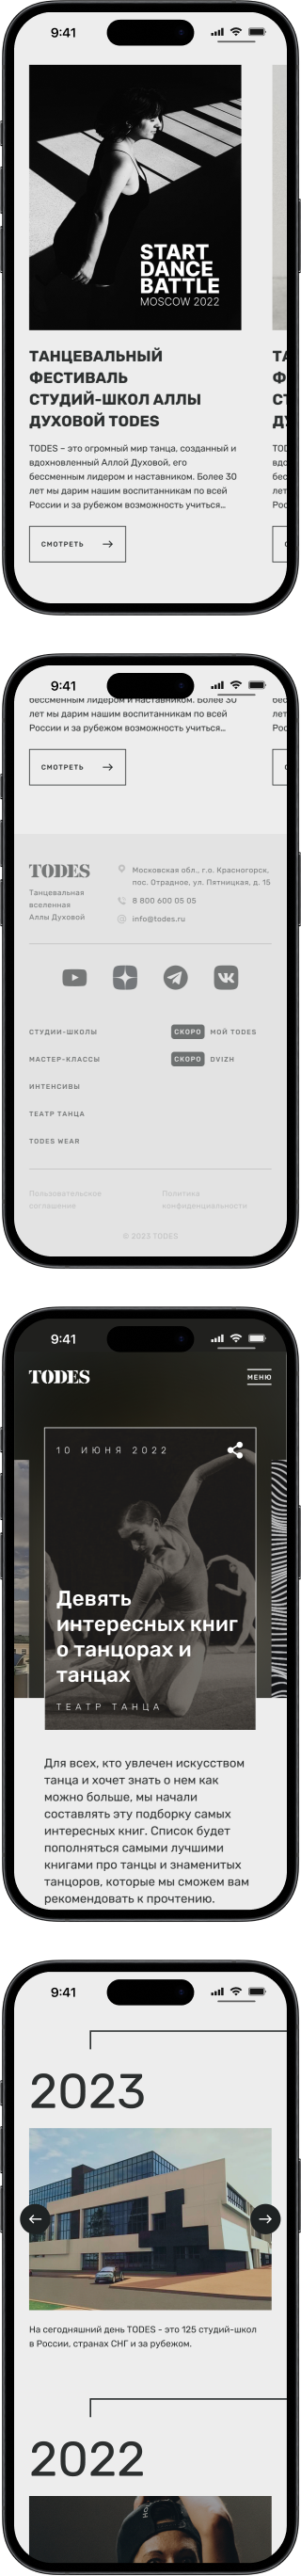 9:41
START
DANCE
BATTLE
MOSCOW 2022
ТАНЦЕВАЛЬНЫЙ
ФЕСТИВАЛЬ
СТУДИЙ-ШКОЛ АЛЛЫ
ДУХОВОЙ TODES
TODES – это огромный мир танца, созданный и
вдохновленный Аллой Духовой, его
бессменным лидером и наставником. Более 30
лет мы дарим нашим воспитанникам по всей
России и за рубежом возможность учиться...
СМОТРЕТЬ
9:41
бессменным лидером и наставником. Более 30
лет мы дарим нашим воспитанникам по всей
России и за рубежом возможность учиться...
СМОТРЕТЬ
TODES
Танцевальная
вселенная
Аллы Духовой
Московская обл., г.о. Красногорск,
пос. Отрадное, ул. Пятницкая, д. 15
8 800 600 05 05
info@todes.ru
СТУДИИ-ШКОЛЫ
МАСТЕР-КЛАССЫ
ИНТЕНСИВЫ
ТЕАТР ТАНЦА
TODES WEAR
СКОРО МОЙ TODES
СКОРО DVIZH
Пользовательское
соглашение
Политика
конфиденциальности
© 2023 TODES
9:41
TODES
МЕНЮ
10 ИЮНЯ 2022
Девять
интересных книг
о танцорах и
танцах
ТЕАТР ТАНЦА
Для всех, кто увлечен искусством
танца и хочет знать о нем как
можно больше, мы начали
составлять эту подборку самых
интересных книг. Список будет
пополняться самыми лучшими
книгами про танцы и знаменитых
танцоров, которые мы сможем вам
рекомендовать к прочтению.
9:41
2023
На сегодняшний день TODES - это 125 студий-школ
в России, странах СНГ и за рубежом.
2022